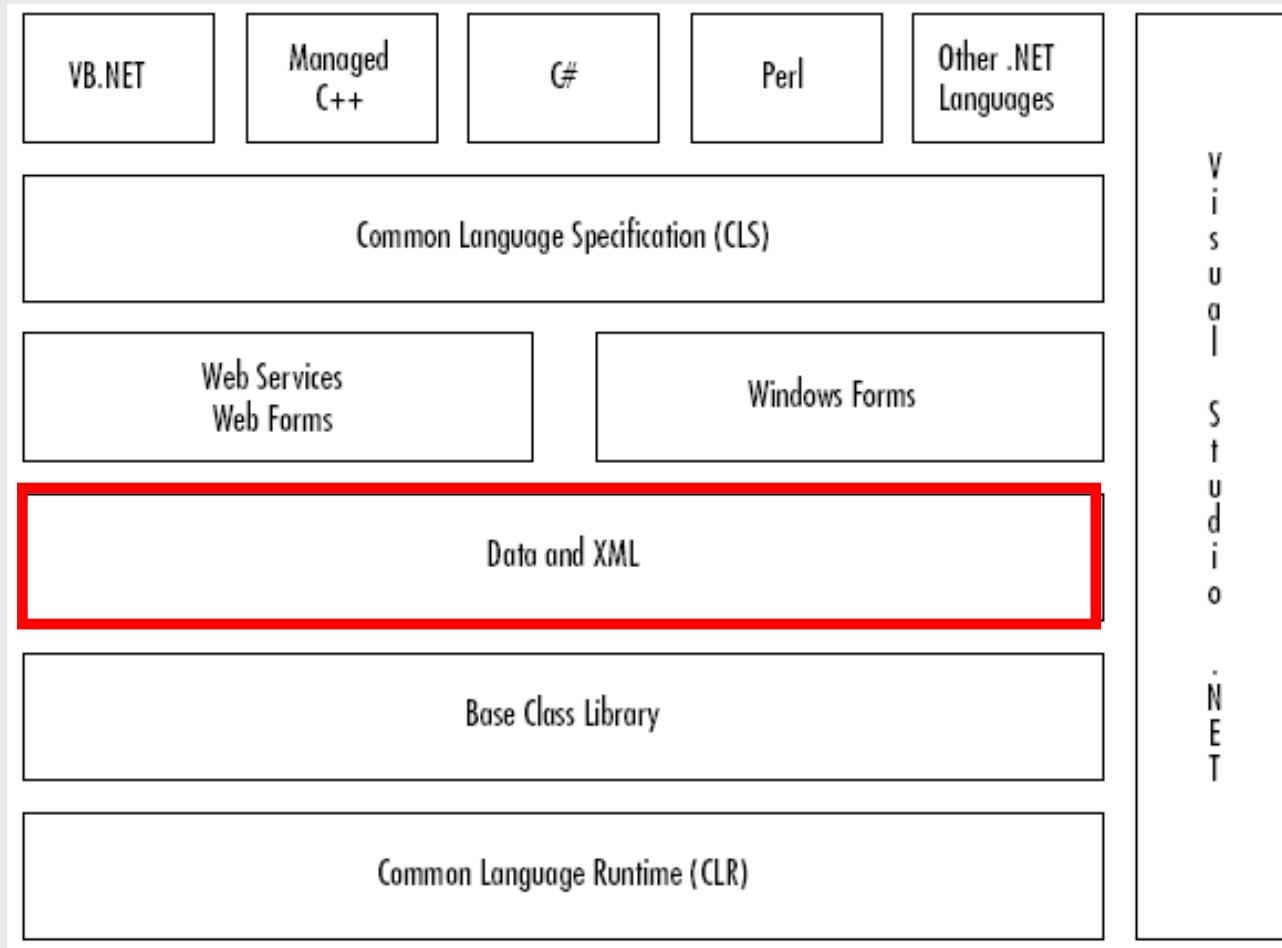 VB.NET
Managed
C++
C#
Perl
Other .NET
Languages
Common Language Specification (CLS)
Web Services
Web Forms
Windows Forms
Data and XML
Base Class Library
Common Language Runtime (CLR)
Visual Studio .NET